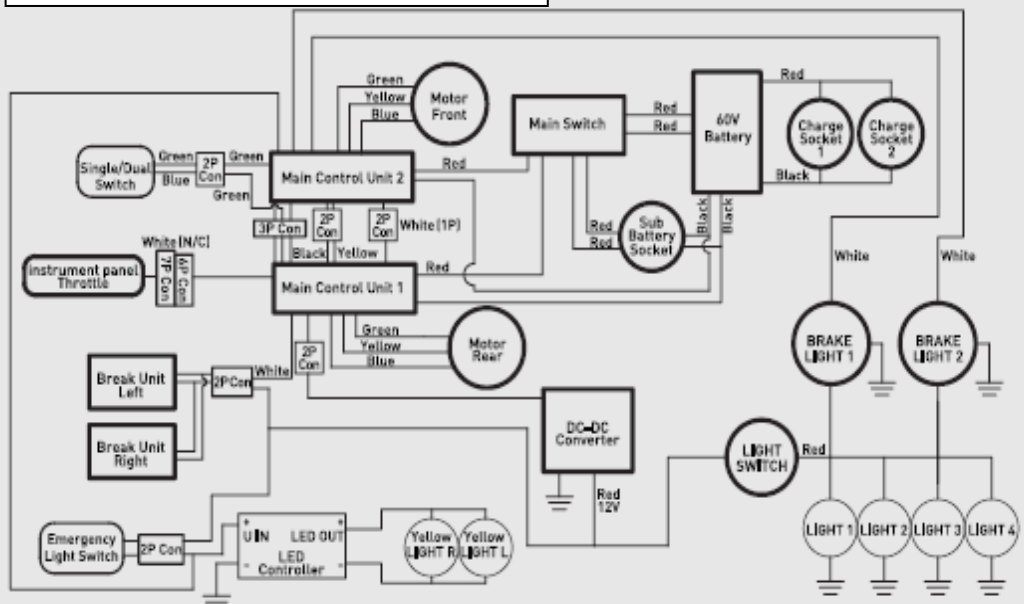 Green
Yellow
Blue
Motor
Front
Main Switch
Red
Red
60V
Battery
Red
Charge
Socket
1
Charge
Socket
2
Black
Single/Dual
Switch
Green
Blue
2P
Con
Green
Green
Main Control Unit 2
Red
3P Con
2P
Con
2P
Con
White (1P)
Black
Yellow
Red
Red
Sub
Battery
Socket
Black
Black
White
White
instrument panel
Throttle
White(N/C)
7P Con
6P Con
Main Control Unit 1
Red
Green
Yellow
Blue
Motor
Rear
2P
Con
BRAKE
LIGHT 1
BRAKE
LIGHT 2
Break Unit
Left
2PCon
White
Break Unit
Right
DC-DC
Converter
Red
12V
LIGHT
SWITCH
Red
LIGHT 1
LIGHT 2
LIGHT 3
LIGHT 4
Emergency
Light Switch
2P Con
+
U IN
-
LED OUT
+
-
LED
Controller
Yellow
LIGHT R
Yellow
LIGHT L